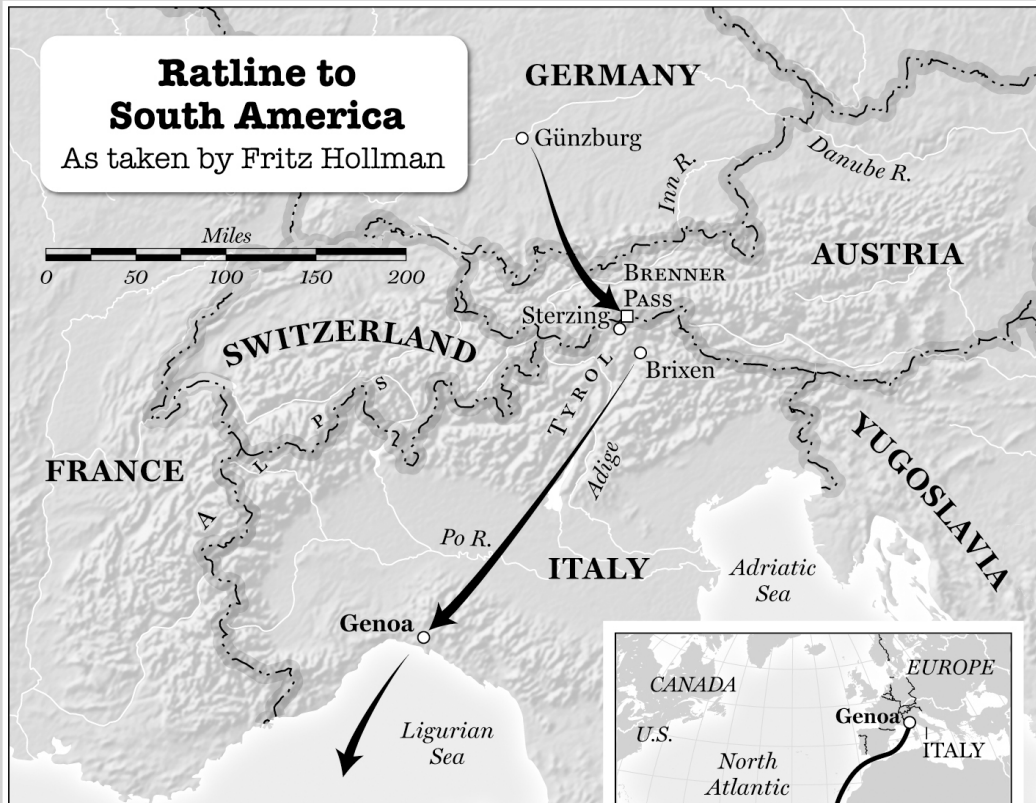 Ratline to
South America
As taken by Fritz Hollman
Miles
0 50 100 150 200
GERMANY
Günzburg
Inn R.
Danube R.
AUSTRIA
BRENNER
PASS
Sterzing
Brixen
SWITZERLAND
TYROL
ALPS
FRANCE
Adige
YUGOSLAVIA
Po R.
ITALY
Adriatic
Sea
Genoa
Ligurian
Sea
CANADA
EUROPE
Genoa
U.S.
ITALY
North
Atlantic